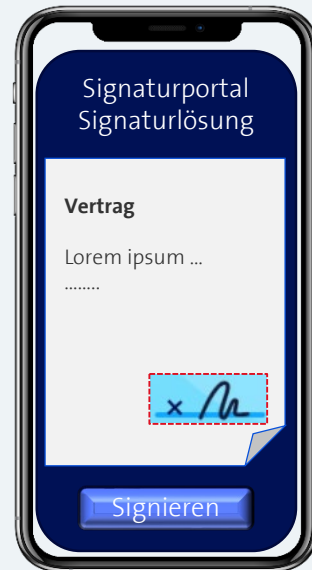 Signaturportal
Signaturlösung
Vertrag
Lorem ipsum ...
........
×
Signieren